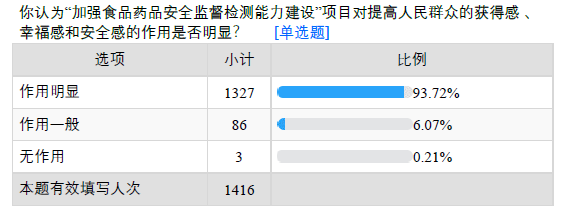 你认为“加强食品药品安全监督检测能力建设”项目对提高人民群众的获得感、
幸福感和安全感的作用是否明显? [单选题]
选项 小计 比例
作用明显 1327 93.72%
作用一般 86 6.07%
无作用 3 0.21%
本题有效填写人次 1416